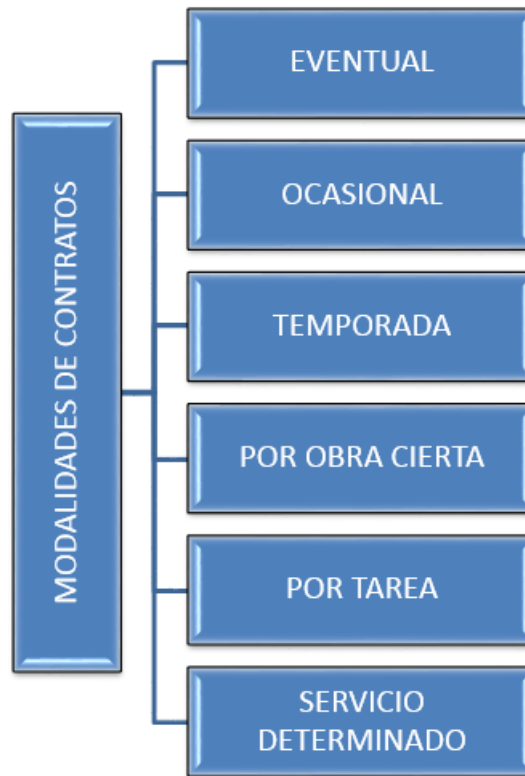 MODALIDADES DE CONTRATOS
EVENTUAL
OCASIONAL
TEMPORADA
POR OBRA CIERTA
POR TAREA
SERVICIO
DETERMINADO